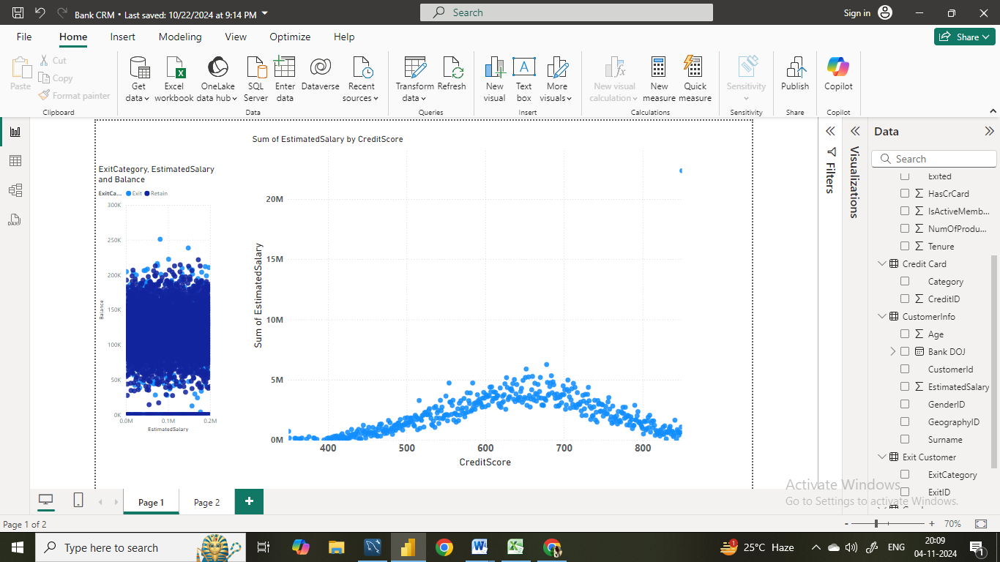 Bank CRM • Last saved: 10/22/2024 at 9:14 PM
Search
Sign in
File
Home
Insert
Modeling
View
Optimize
Help
Share
Paste
Cut
Copy
Format painter
Clipboard
Get data
Excel workbook
OneLake data hub
SQL Server
Enter data
Dataverse
Recent sources
Data
Transform data
Refresh
Queries
New visual
Text box
More visuals
Insert
New visual calculation
New measure
Quick measure
Calculations
Sensitivity
Sensitivity
Publish
Share
Copilot
Copilot
ExitCategory, EstimatedSalary
and Balance
ExitCa... Exit Retain
300K
250K
200K
150K
100K
50K
0K
Balance
0.0M 0.1M 0.2M
EstimatedSalary
Sum of EstimatedSalary by CreditScore
20M
15M
10M
5M
0M
Sum of EstimatedSalary
400 500 600 700 800
CreditScore
Filters
Visualizations
Data
Search
Exited
HasCrCard
IsActiveMemb...
NumOfProdu...
Tenure
Credit Card
Category
CreditID
CustomerInfo
Age
Bank DOJ
CustomerId
EstimatedSalary
GenderID
GeographyID
Surname
Exit Customer
ExitCategory
ExitID
Activate Windows
Go to Settings to activate Windows.
Page 1
Page 2
Page 1 of 2
70%
Type here to search
25°C Haze
ENG
20:09
04-11-2024
1